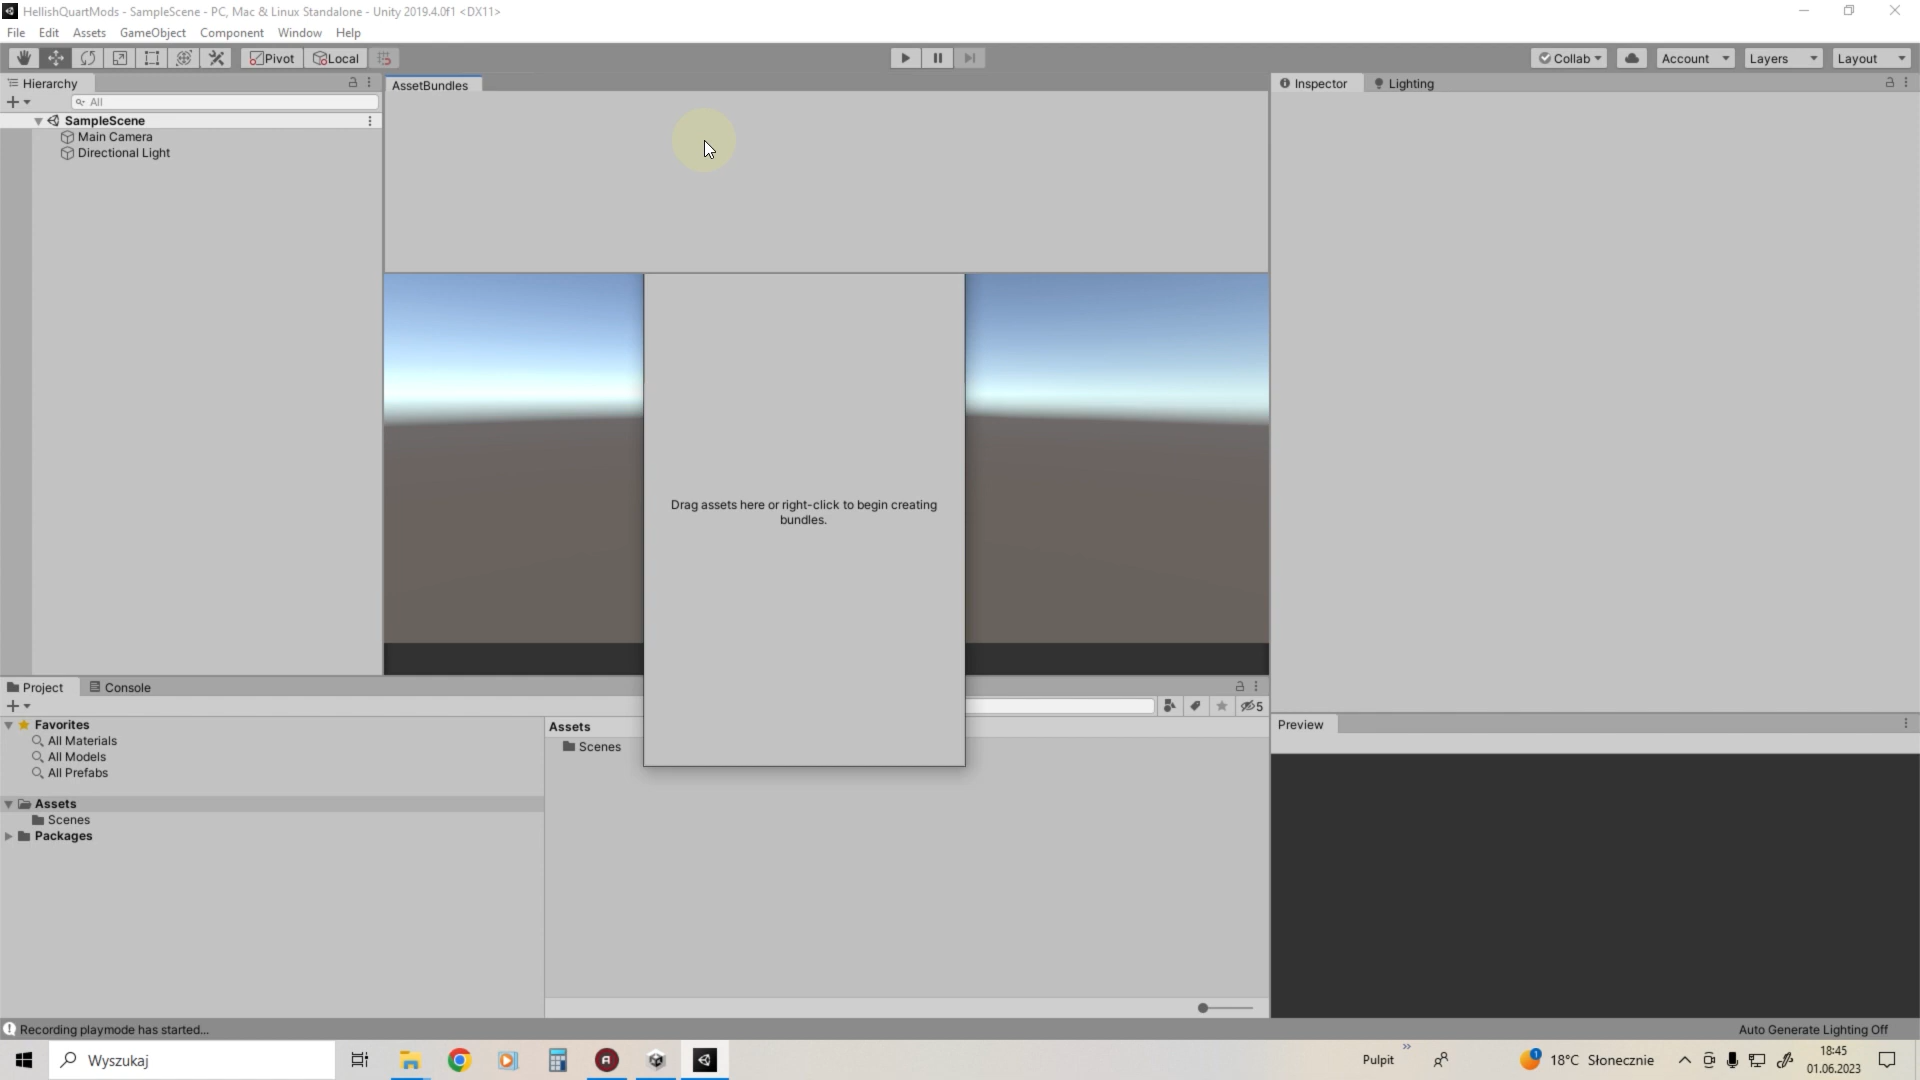 HellishQuartMods - SampleScene - PC, Mac & Linux Standalone - Unity 2019.4.0f1 <DX11>
File Edit Assets GameObject Component Window Help
Pivot Local Collab Account Layers Layout
Hierarchy
All
SampleScene
Main Camera
Directional Light
AssetBundles
Inspector Lighting
Drag assets here or right-click to begin creating
bundles.
Project Console
5
Favorites
All Materials
All Models
All Prefabs
Assets
Scenes
Packages
Assets
Scenes
Preview
Recording playmode has started...
Auto Generate Lighting Off
Wyszukaj
Pulpit
1
18°C Słonecznie
18:45
01.06.2023